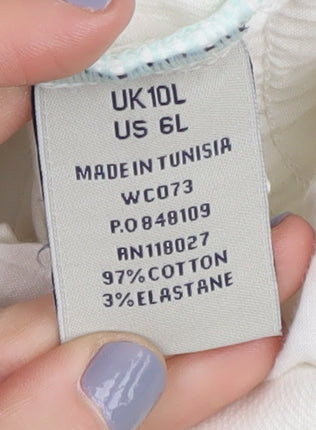 UK10L
US 6L
MADE IN TUNISIA
WC073
P.O 848109
RN118027
97% COTTON
3% ELASTANE